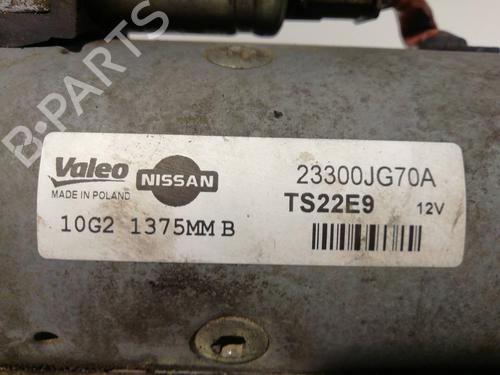 Valeo
MADE IN POLAND
NISSAN
10G2 1375MM B
23300JG70A
TS22E9 12V
B-PARTS